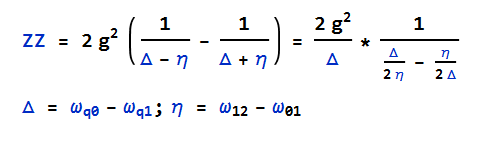 ZZ = 2 g² (1/(Δ - η) - 1/(Δ + η)) = (2 g²)/Δ * 1/(Δ/(2 η) - η/(2 Δ))
Δ = ω_q0 - ω_q1; η = ω_12 - ω_01